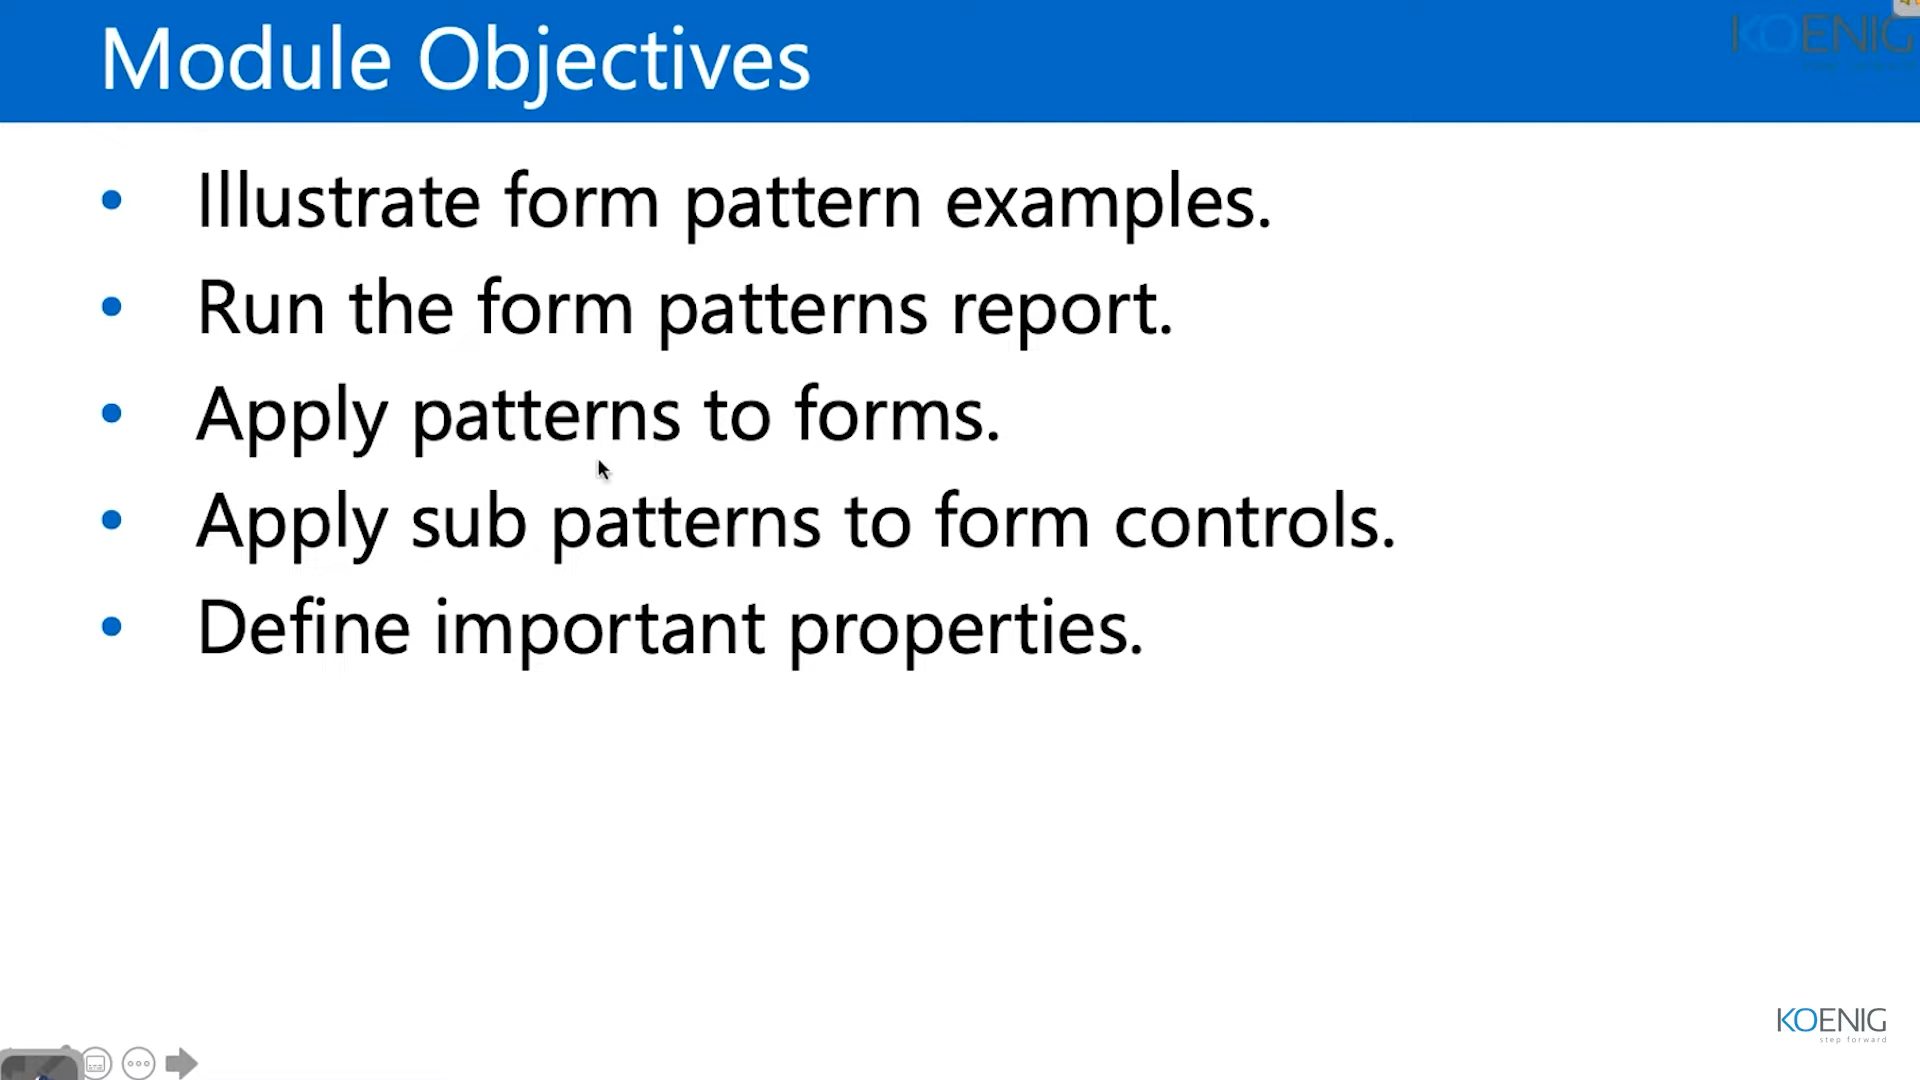 Module Objectives
KOENIG
• Illustrate form pattern examples.
• Run the form patterns report.
• Apply patterns to forms.
• Apply sub patterns to form controls.
• Define important properties.
KOENIG
step forward